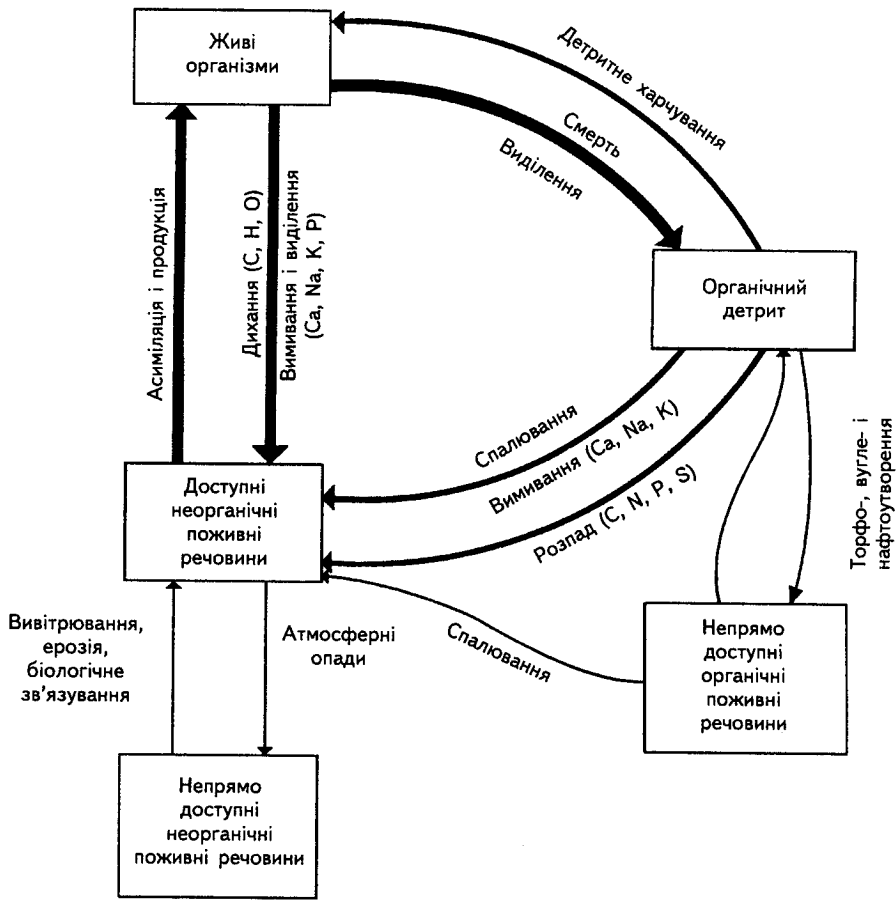 Живі
організми
Детритне харчування
Смерть
Виділення
Асиміляція і продукція
Дихання (С, Н, О)
Вимивання і виділення
(Ca, Na, K, P)
Органічний
детрит
Спалювання
Вимивання (Ca, Na, K)
Розпад (C, N, P, S)
Торфо-, вугле- і
нафтоутворення
Доступні
неорганічні
поживні
речовини
Вивітрювання,
ерозія,
біологічне
зв'язування
Атмосферні
опади
Спалювання
Непрямо
доступні
органічні
поживні
речовини
Непрямо
доступні
неорганічні
поживні речовини